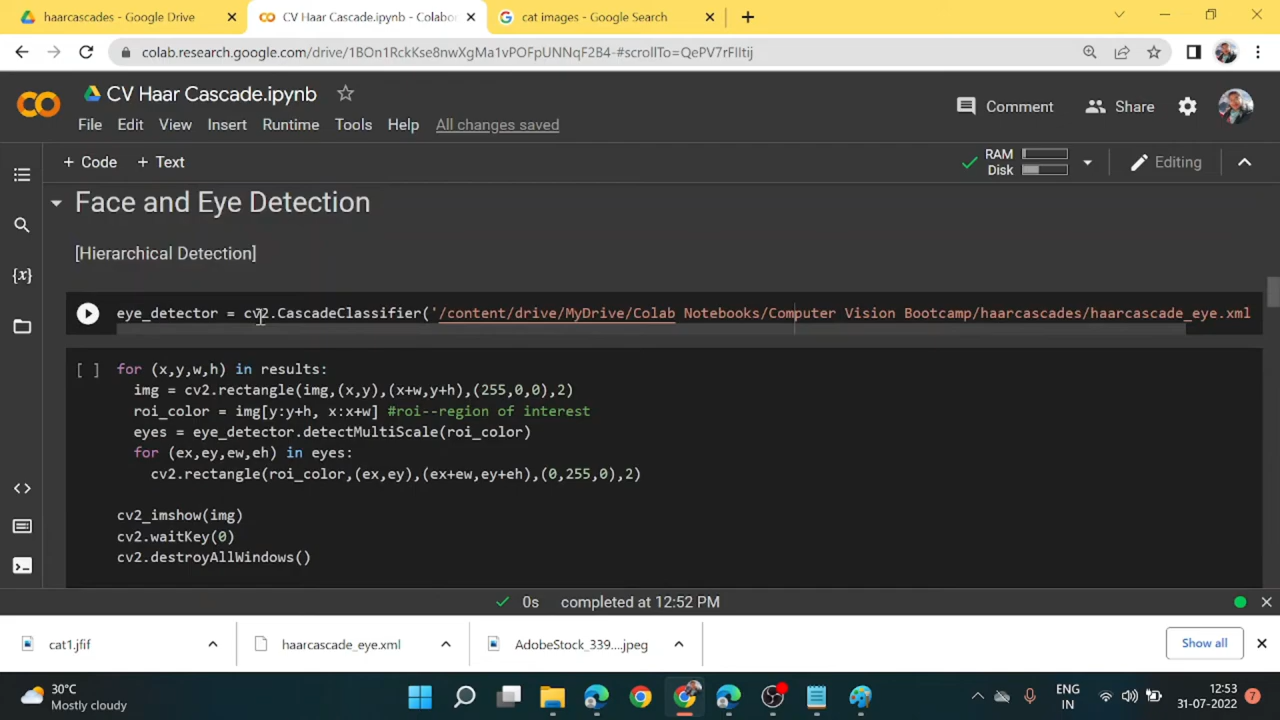 haarcascades - Google Drive
CV Haar Cascade.ipynb - Colabor
cat images - Google Search
colab.research.google.com/drive/1BOn1RckKse8nwXgMa1vPOFpUNNqF2B4-#scrollTo=QePV7rFIItij
CO
CV Haar Cascade.ipynb
Comment
Share
File Edit View Insert Runtime Tools Help All changes saved
+ Code + Text
RAM
Disk
Editing
Face and Eye Detection
[Hierarchical Detection]
{x}
eye_detector = cv2.CascadeClassifier('/content/drive/MyDrive/Colab Notebooks/Computer Vision Bootcamp/haarcascades/haarcascade_eye.xml
[ ] for (x,y,w,h) in results:
img = cv2.rectangle(img,(x,y),(x+w,y+h),(255,0,0),2)
roi_color = img[y:y+h, x:x+w] #roi--region of interest
eyes = eye_detector.detectMultiScale(roi_color)
for (ex,ey,ew,eh) in eyes:
cv2.rectangle(roi_color,(ex,ey),(ex+ew,ey+eh),(0,255,0),2)
cv2_imshow(img)
cv2.waitKey(0)
cv2.destroyAllWindows()
0s completed at 12:52 PM
cat1.jfif
haarcascade_eye.xml
AdobeStock_339....jpeg
Show all
30°C
Mostly cloudy
ENG
IN
12:53
31-07-2022